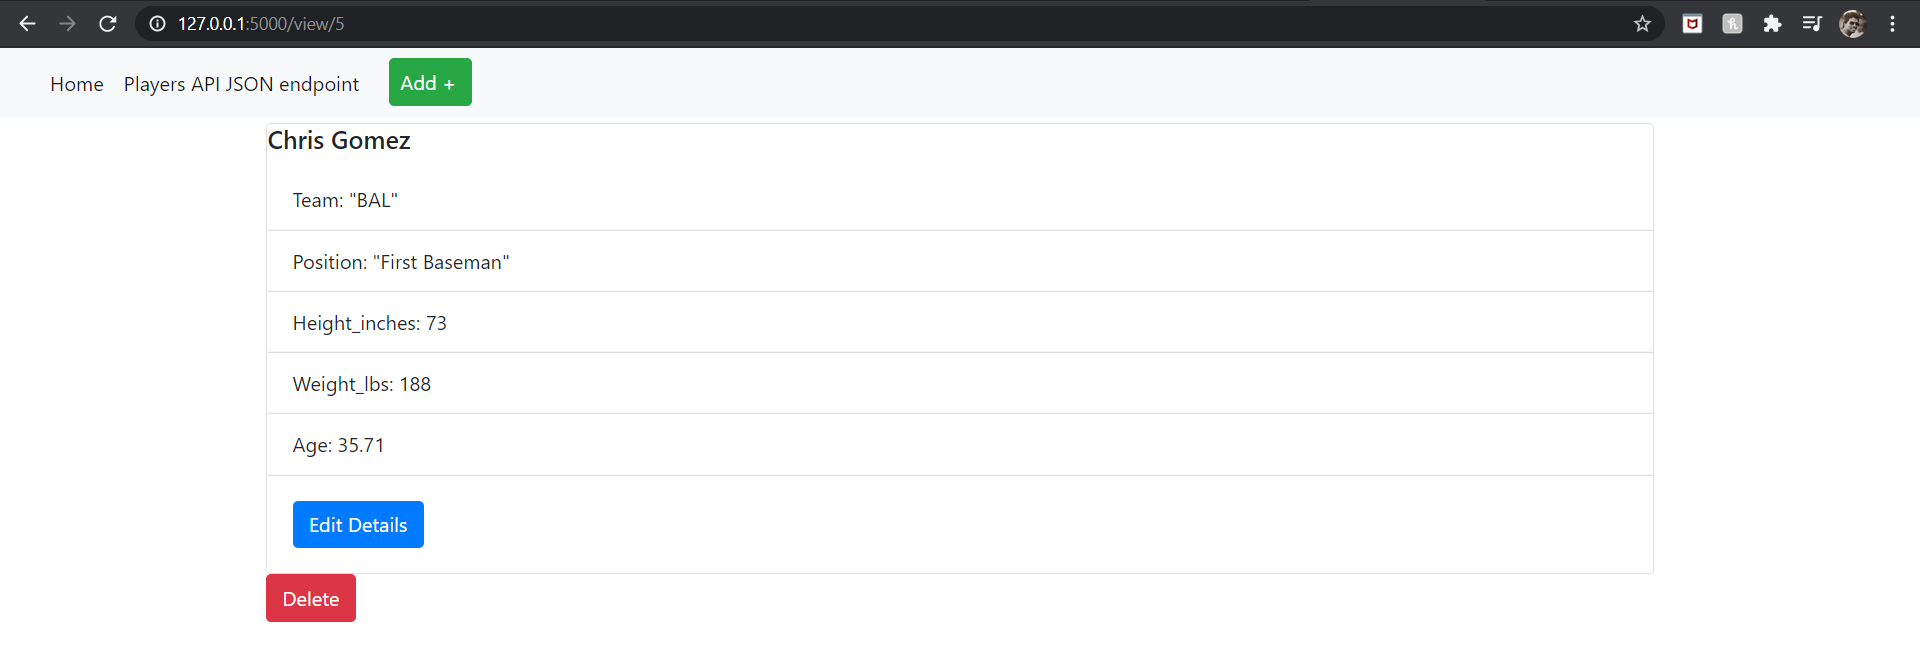 127.0.0.1:5000/view/5
Home Players API JSON endpoint Add +
Chris Gomez
Team: "BAL"
Position: "First Baseman"
Height_inches: 73
Weight_lbs: 188
Age: 35.71
Edit Details
Delete